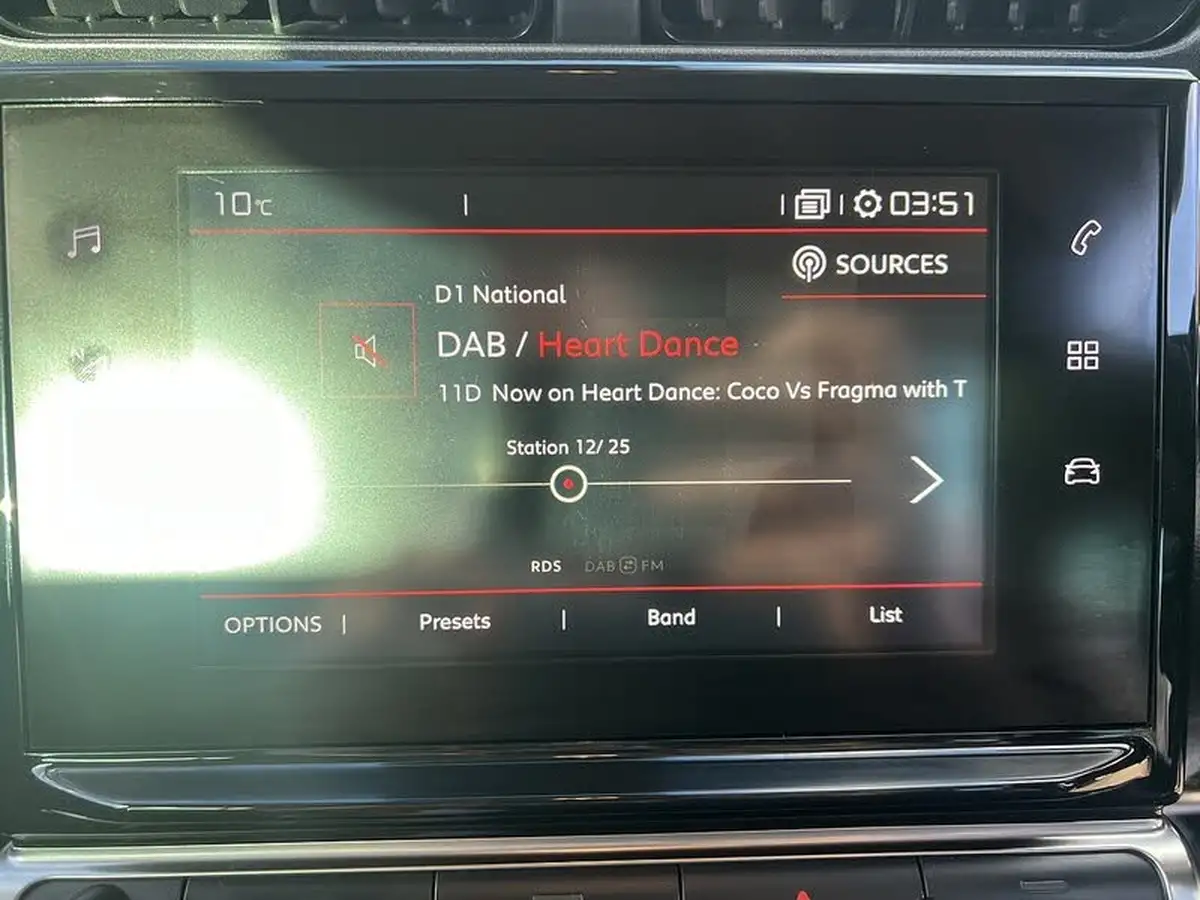 10°C 03:51
SOURCES
D1 National
DAB / Heart Dance
11D Now on Heart Dance: Coco Vs Fragma with T
Station 12/ 25
RDS DAB FM
OPTIONS | Presets | Band | List
N